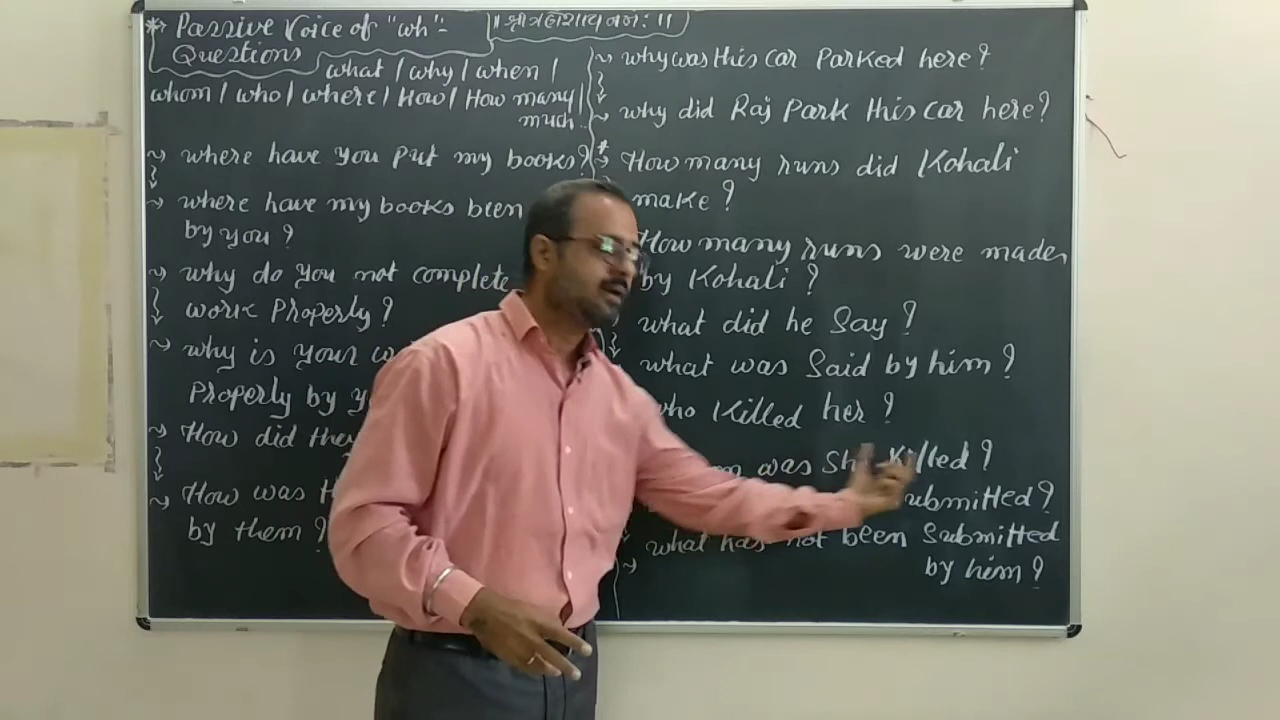 * Passive Voice of "wh"-
Questions
॥ श्री गणेशाय नमः ॥
what / why / when /
whom / who / where / How / How many /
much
where have you put my books?
where have my books been
by you?
why do you not complete
work Properly?
why is your
Properly by
How did they
How was
by them?
why was this car Parked here?
why did Raj Park this car here?
* How many runs did Kohali
make?
How many runs were made
by Kohali?
what did he Say?
what was Said by him?
who Killed her?
was She Killed?
submitted?
what has not been Submitted
by him?